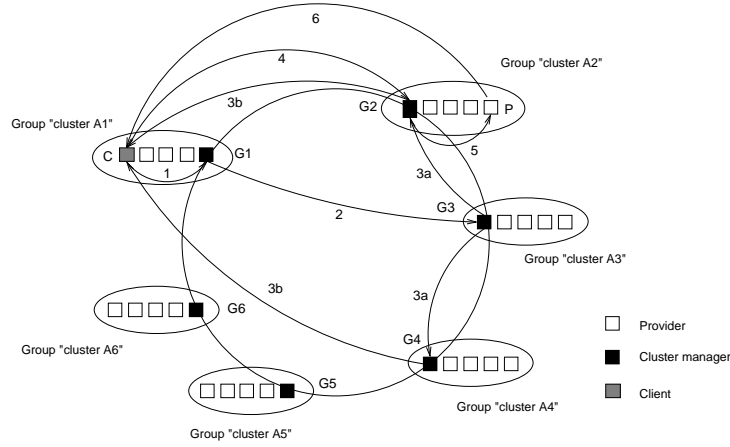 6
Group "cluster A2"
4
3b
G2
P
Group "cluster A1"
C
G1
1
5
3a
2
G3
Group "cluster A3"
3b
3a
G6
Provider
G4
Group "cluster A6"
Cluster manager
G5
Client
Group "cluster A4"
Group "cluster A5"